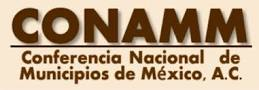 CONAMM
Conferencia Nacional de
Municipios de México, A.C.